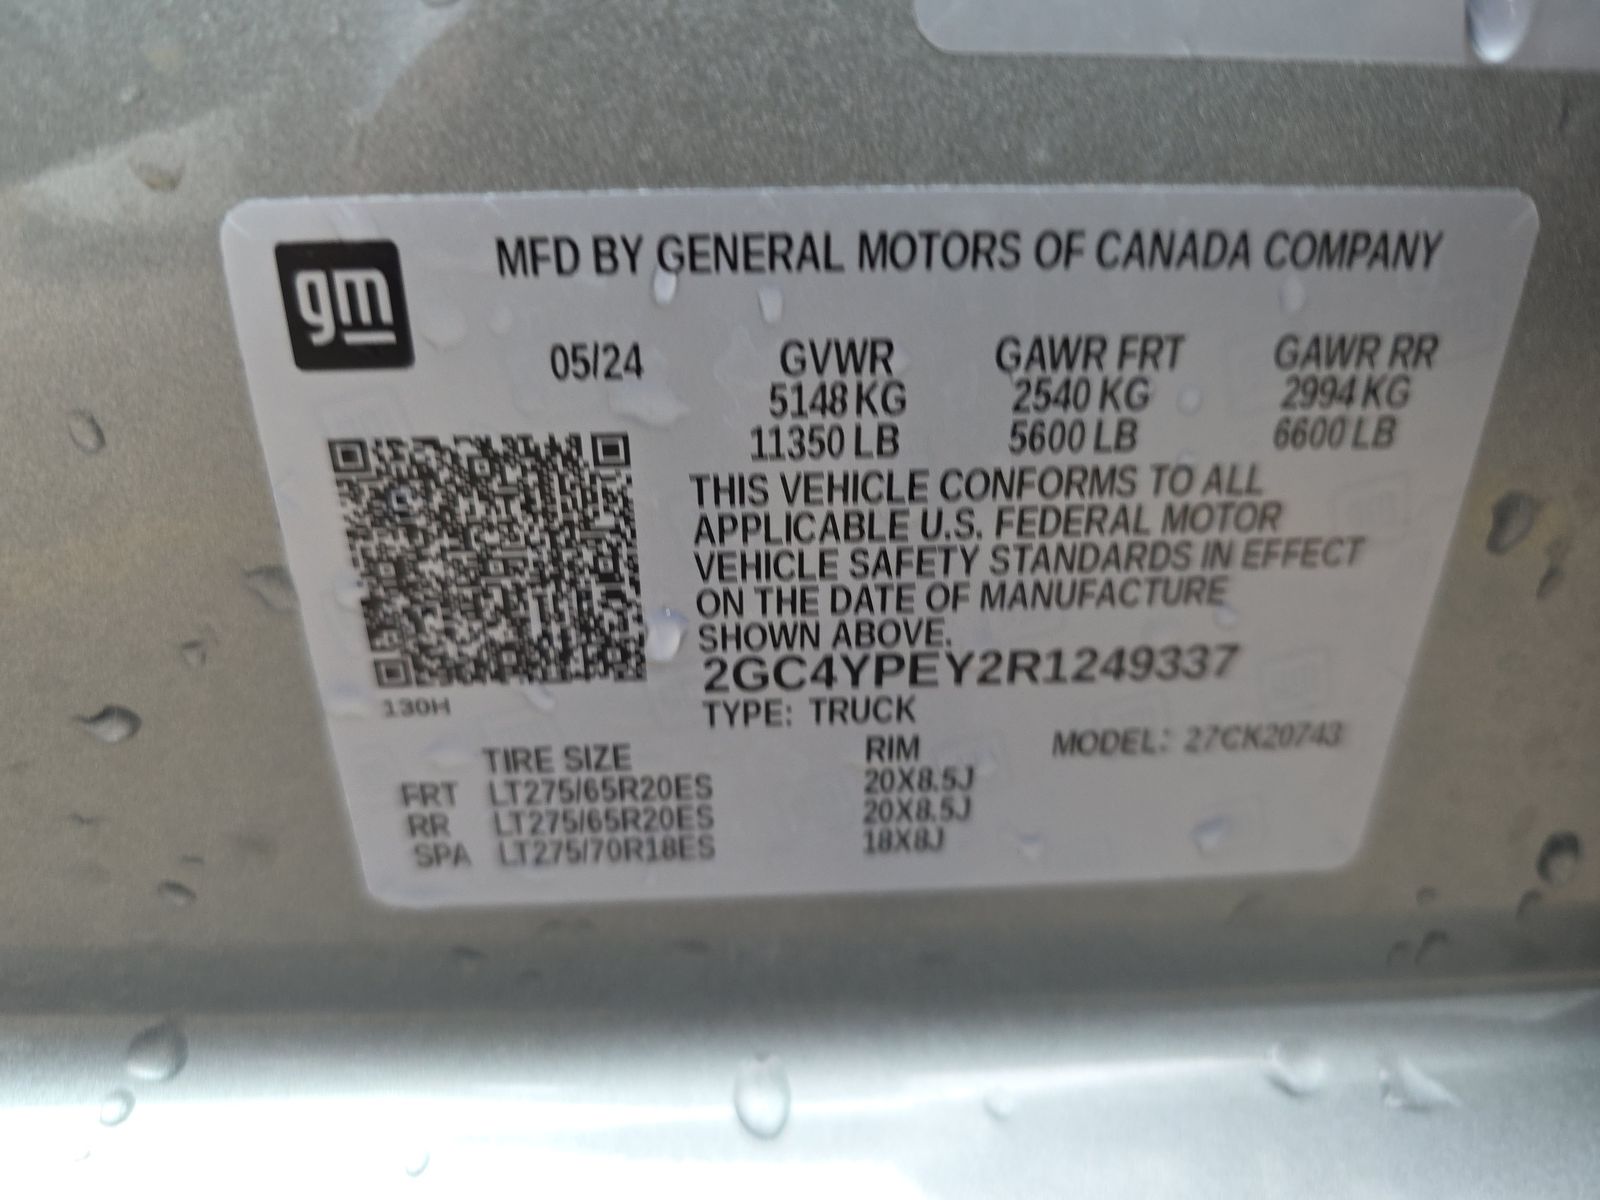 gm
MFD BY GENERAL MOTORS OF CANADA COMPANY
05/24 GVWR GAWR FRT GAWR RR
5148 KG 2540 KG 2994 KG
11350 LB 5600 LB 6600 LB
THIS VEHICLE CONFORMS TO ALL
APPLICABLE U.S. FEDERAL MOTOR
VEHICLE SAFETY STANDARDS IN EFFECT
ON THE DATE OF MANUFACTURE
SHOWN ABOVE.
2GC4YPEY2R1249337
130H
TYPE: TRUCK
TIRE SIZE RIM MODEL: 27CK20743
FRT LT275/65R20ES 20X8.5J
RR LT275/65R20ES 20X8.5J
SPA LT275/70R18ES 18X8J